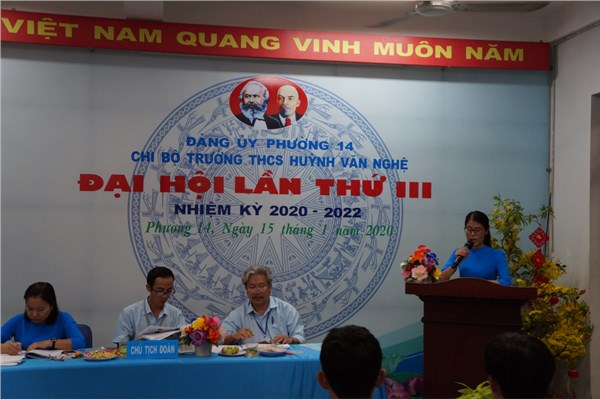 VIỆT NAM QUANG VINH MUÔN NĂM
ĐẢNG ỦY PHƯỜNG 14
CHI BỘ TRƯỜNG THCS HUỲNH VĂN NGHỆ
ĐẠI HỘI LẦN THỨ III
NHIỆM KỲ 2020 - 2022
Phường 14, Ngày 15 tháng 1 năm 2020
CHỦ TỊCH ĐOÀN